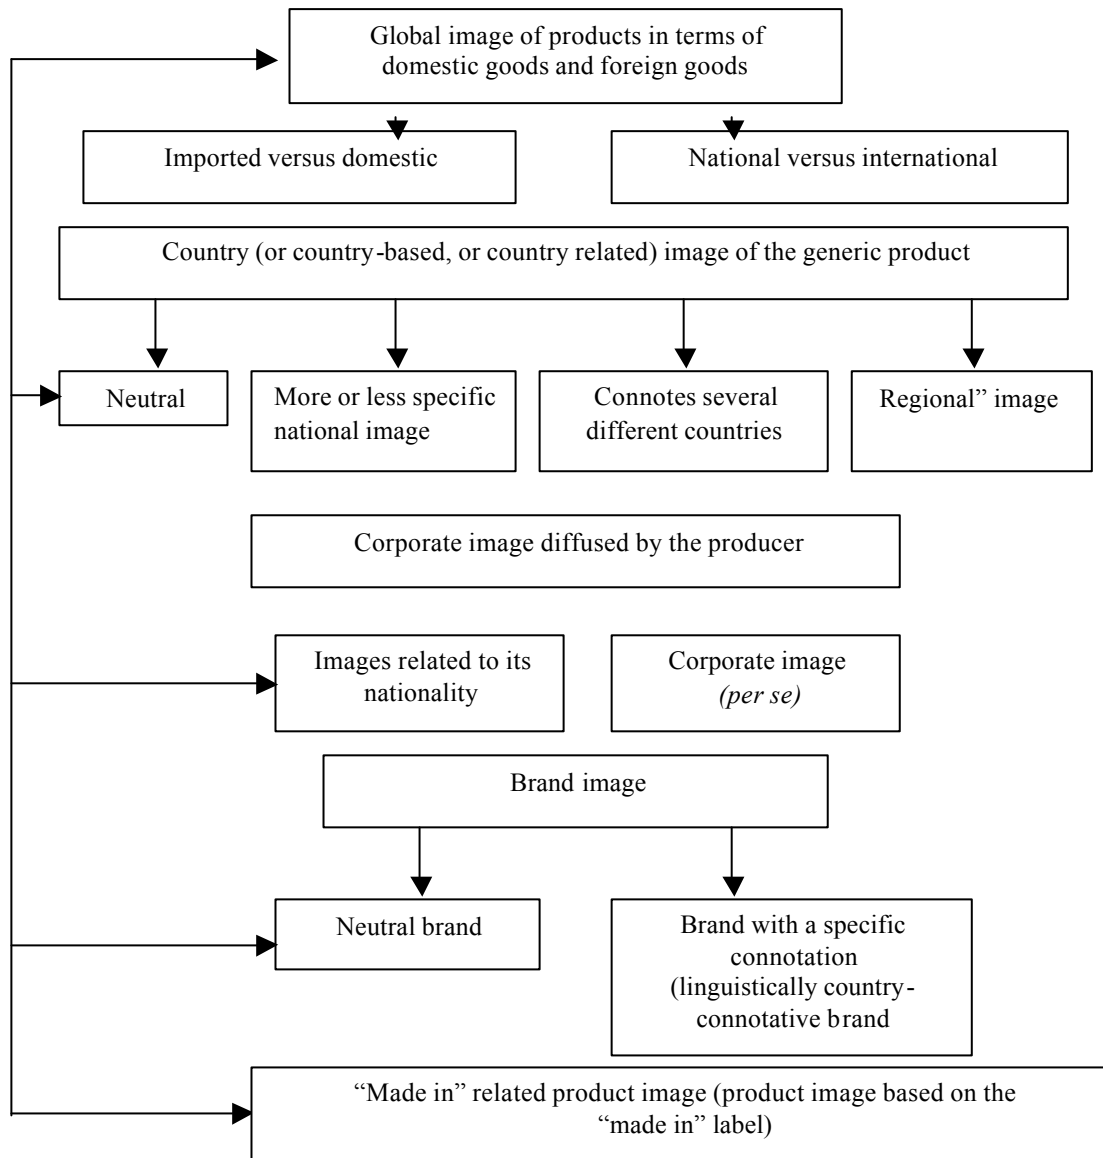 Global image of products in terms of
domestic goods and foreign goods
Imported versus domestic
National versus international
Country (or country-based, or country related) image of the generic product
Neutral
More or less specific
national image
Connotes several
different countries
Regional” image
Corporate image diffused by the producer
Images related to its
nationality
Corporate image
(per se)
Brand image
Neutral brand
Brand with a specific
connotation
(linguistically country-
connotative brand
“Made in” related product image (product image based on the
“made in” label)